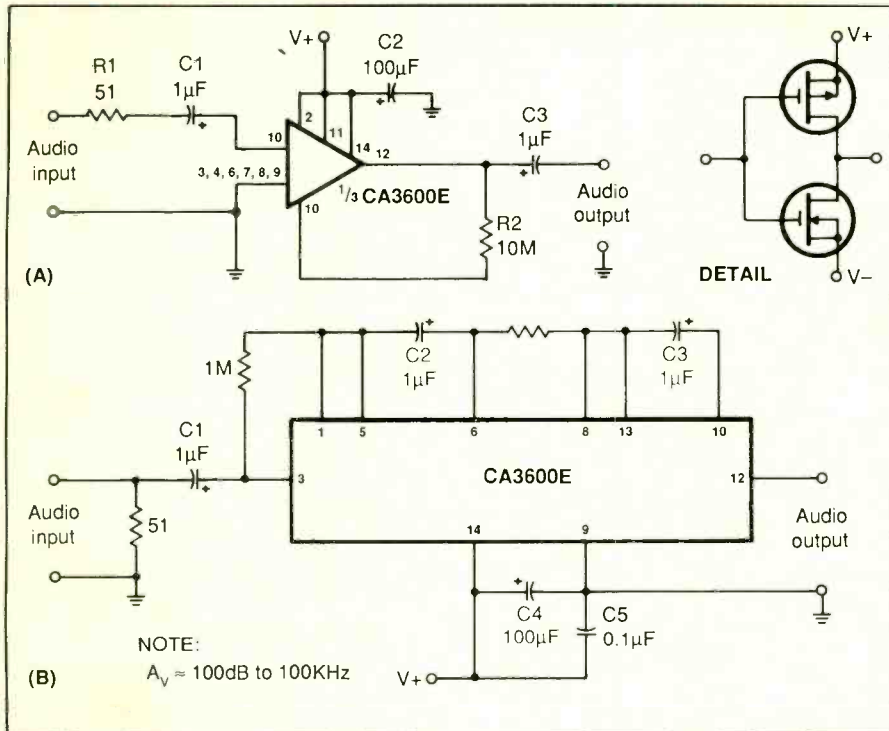 V+
C2
100µF
R1
51
C1
1µF
Audio
input
10
2
11
14
12
3, 4, 6, 7, 8, 9
1/3 CA3600E
10
C3
1µF
Audio
output
R2
10M
(A)
V+
DETAIL
V–
1M
C2
1µF
C3
1µF
C1
1µF
1
5
6
8
13
10
3
CA3600E
12
Audio
input
51
14
9
Audio
output
C4
100µF
C5
0.1µF
NOTE:
A_V ≈ 100dB to 100KHz
(B)
V+